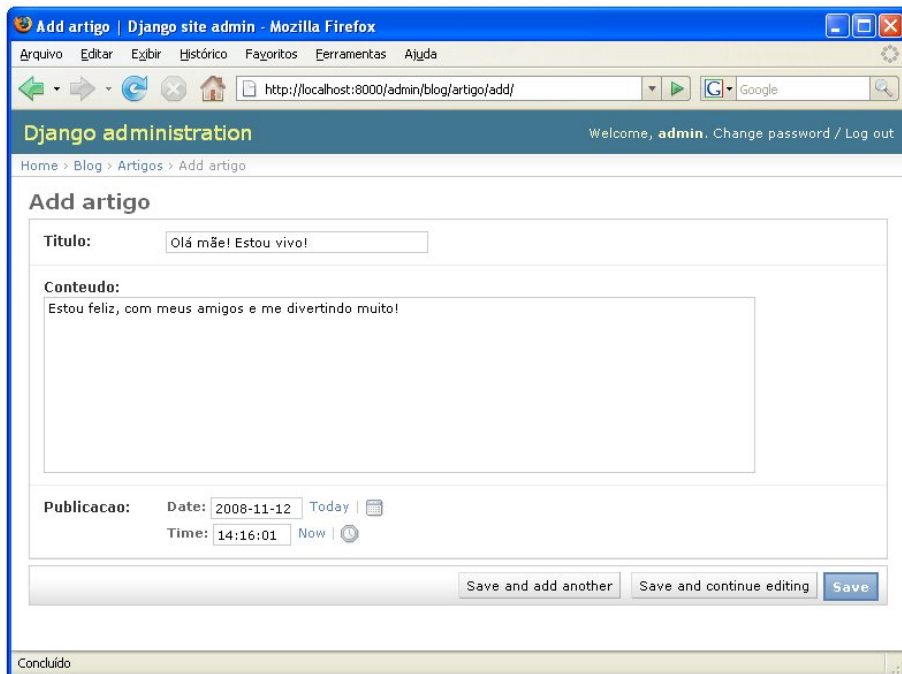 Add artigo | Django site admin - Mozilla Firefox
Arquivo Editar Exibir Histórico Favoritos Ferramentas Ajuda
http://localhost:8000/admin/blog/artigo/add/ G Google
Django administration Welcome, admin. Change password / Log out
Home › Blog › Artigos › Add artigo
Add artigo
Titulo: Olá mãe! Estou vivo!
Conteudo:
Estou feliz, com meus amigos e me divertindo muito!
Publicacao: Date: 2008-11-12 Today |
Time: 14:16:01 Now |
Save and add another Save and continue editing Save
Concluído